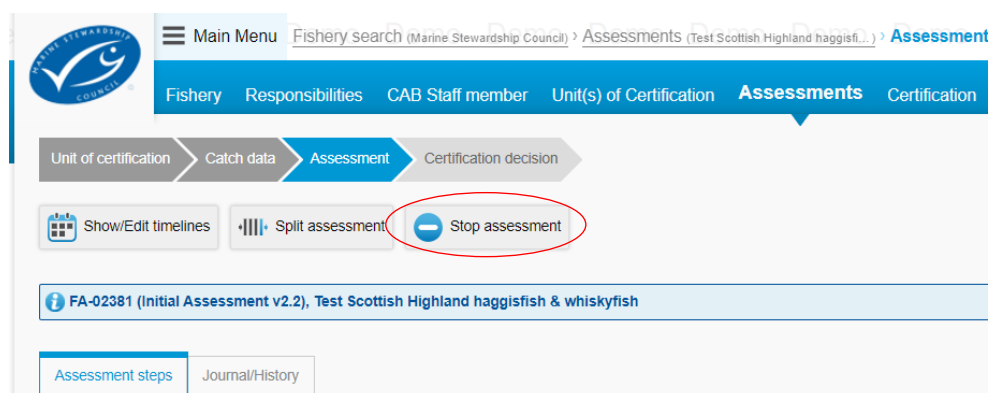 MARINE STEWARDSHIP COUNCIL
Main Menu Fishery search (Marine Stewardship Council) › Assessments (Test Scottish Highland haggisfi... ) › Assessment
Fishery Responsibilities CAB Staff member Unit(s) of Certification Assessments Certification
Unit of certification Catch data Assessment Certification decision
Show/Edit timelines Split assessment Stop assessment
FA-02381 (Initial Assessment v2.2), Test Scottish Highland haggisfish & whiskyfish
Assessment steps Journal/History